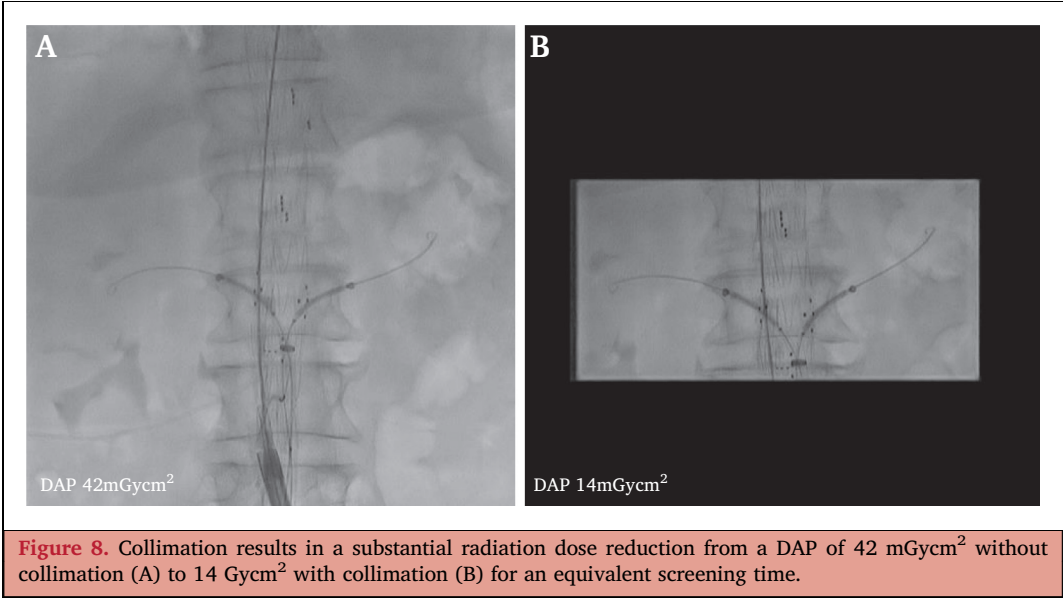 A
B
DAP 42mGycm²
DAP 14mGycm²
Figure 8. Collimation results in a substantial radiation dose reduction from a DAP of 42 mGycm² without
collimation (A) to 14 Gycm² with collimation (B) for an equivalent screening time.